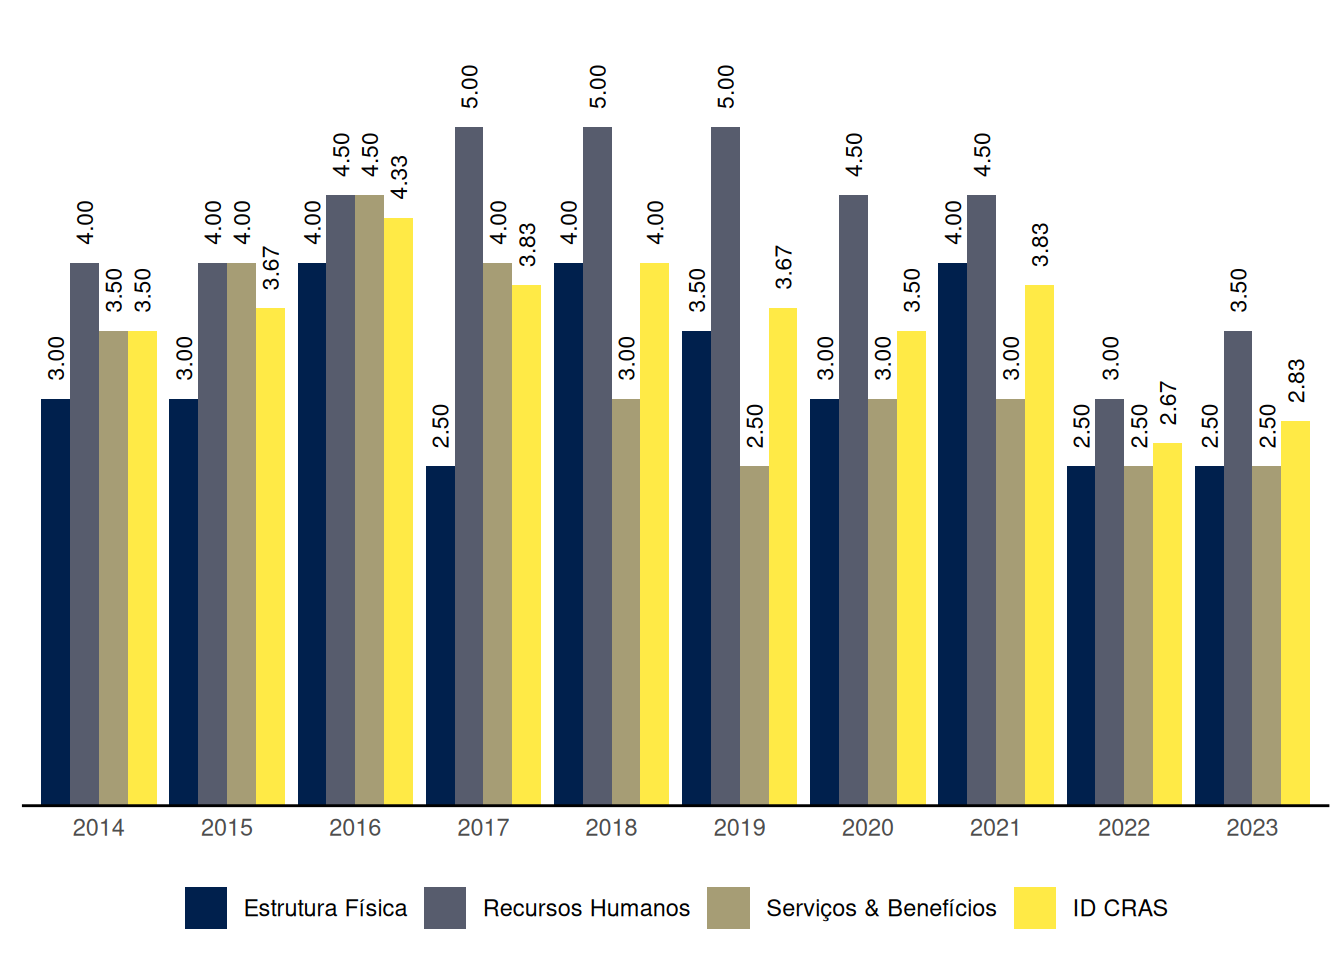 3.00 4.00 3.50 3.50
3.00 4.00 4.00 3.67
4.00 4.50 4.50 4.33
2.50 5.00 4.00 3.83
4.00 5.00 3.00 4.00
3.50 5.00 2.50 3.67
3.00 4.50 3.00 3.50
4.00 4.50 3.00 3.83
2.50 3.00 2.50 2.67
2.50 3.50 2.50 2.83
2014 2015 2016 2017 2018 2019 2020 2021 2022 2023
Estrutura Física Recursos Humanos Serviços & Benefícios ID CRAS